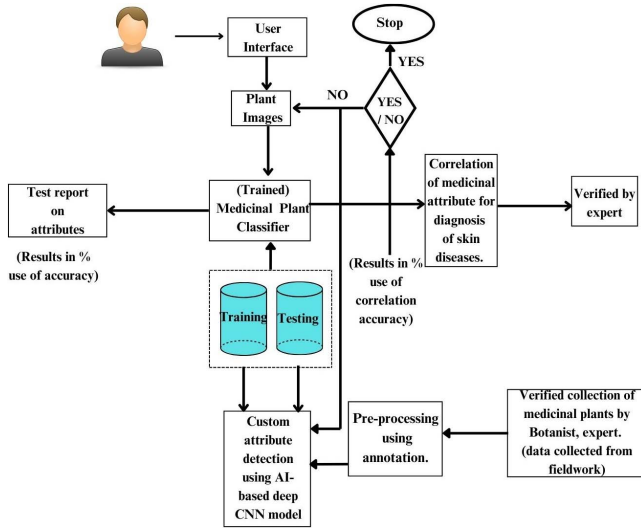 Stop
User
Interface
YES
NO
YES
/ NO
Plant
Images
(Trained)
Medicinal Plant
Classifier
Test report
on
attributes
(Results in %
use of accuracy)
Correlation
of medicinal
attribute for
diagnosis
of skin
diseases.
Verified by
expert
(Results in %
use of
correlation
accuracy)
Training
Testing
Custom
attribute
detection
using AI-
based deep
CNN model
Pre-processing
using
annotation.
Verified collection of
medicinal plants by
Botanist, expert.
(data collected from
fieldwork)